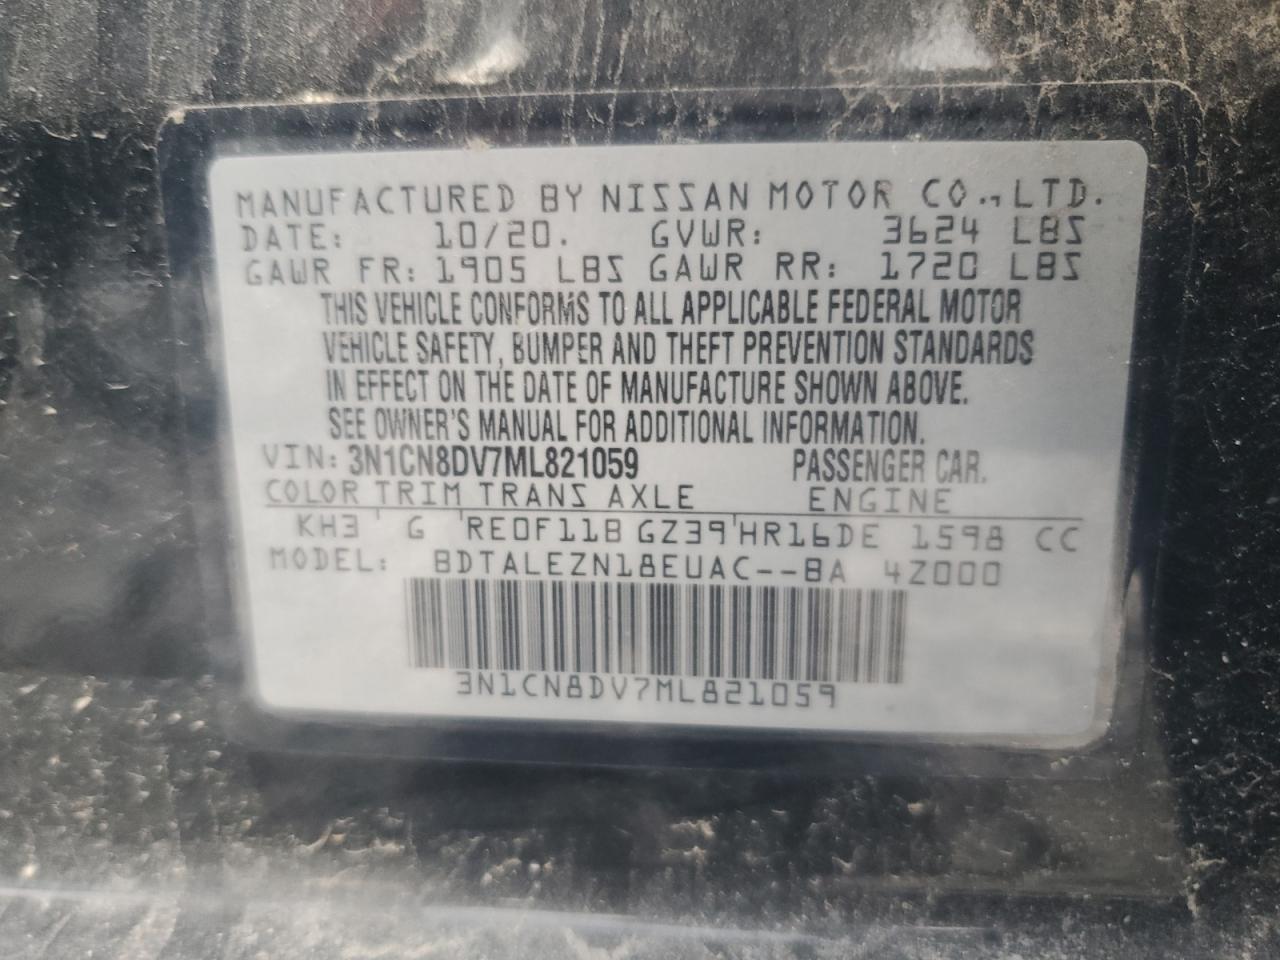 MANUFACTURED BY NISSAN MOTOR CO., LTD.
DATE: 10/20. GVWR: 3624 LBS
GAWR FR: 1905 LBS GAWR RR: 1720 LBS
THIS VEHICLE CONFORMS TO ALL APPLICABLE FEDERAL MOTOR
VEHICLE SAFETY, BUMPER AND THEFT PREVENTION STANDARDS
IN EFFECT ON THE DATE OF MANUFACTURE SHOWN ABOVE.
SEE OWNER'S MANUAL FOR ADDITIONAL INFORMATION.
VIN: 3N1CN8DV7ML821059 PASSENGER CAR.
COLOR TRIM TRANS AXLE ENGINE
KH3 G RE0F11B GZ39 HR16DE 1598 CC
MODEL: BDTALEZN18EUAC--BA 4Z000
3N1CN8DV7ML821059